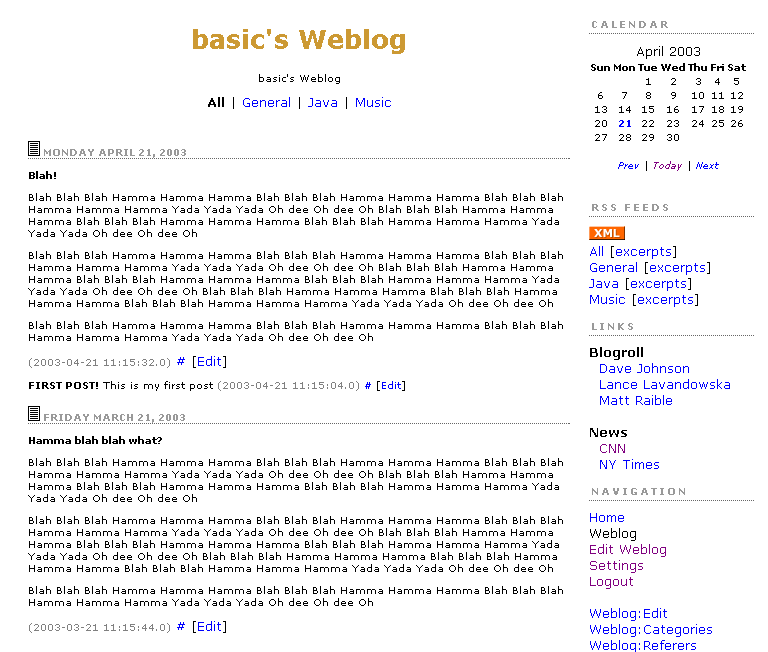 basic's Weblog
basic's Weblog
All | General | Java | Music
MONDAY APRIL 21, 2003
Blah!
Blah Blah Blah Hamma Hamma Hamma Blah Blah Blah Hamma Hamma Hamma Blah Blah Blah
Hamma Hamma Hamma Yada Yada Yada Oh dee Oh dee Oh Blah Blah Blah Hamma Hamma
Hamma Blah Blah Blah Hamma Hamma Hamma Blah Blah Blah Hamma Hamma Hamma Yada
Yada Yada Oh dee Oh dee Oh
Blah Blah Blah Hamma Hamma Hamma Blah Blah Blah Hamma Hamma Hamma Blah Blah Blah
Hamma Hamma Hamma Yada Yada Yada Oh dee Oh dee Oh Blah Blah Blah Hamma Hamma
Hamma Blah Blah Blah Hamma Hamma Hamma Blah Blah Blah Hamma Hamma Hamma Yada
Yada Yada Oh dee Oh dee Oh Blah Blah Blah Hamma Hamma Hamma Blah Blah Blah Hamma
Hamma Hamma Blah Blah Blah Hamma Hamma Hamma Yada Yada Yada Oh dee Oh dee Oh
Blah Blah Blah Hamma Hamma Hamma Blah Blah Blah Hamma Hamma Hamma Blah Blah Blah
Hamma Hamma Hamma Yada Yada Yada Oh dee Oh dee Oh
(2003-04-21 11:15:32.0) # [Edit]
FIRST POST! This is my first post (2003-04-21 11:15:04.0) # [Edit]
FRIDAY MARCH 21, 2003
Hamma blah blah what?
Blah Blah Blah Hamma Hamma Hamma Blah Blah Blah Hamma Hamma Hamma Blah Blah Blah
Hamma Hamma Hamma Yada Yada Yada Oh dee Oh dee Oh Blah Blah Blah Hamma Hamma
Hamma Blah Blah Blah Hamma Hamma Hamma Blah Blah Blah Hamma Hamma Hamma Yada
Yada Yada Oh dee Oh dee Oh
Blah Blah Blah Hamma Hamma Hamma Blah Blah Blah Hamma Hamma Hamma Blah Blah Blah
Hamma Hamma Hamma Yada Yada Yada Oh dee Oh dee Oh Blah Blah Blah Hamma Hamma
Hamma Blah Blah Blah Hamma Hamma Hamma Blah Blah Blah Hamma Hamma Hamma Yada
Yada Yada Oh dee Oh dee Oh Blah Blah Blah Hamma Hamma Hamma Blah Blah Blah Hamma
Hamma Hamma Blah Blah Blah Hamma Hamma Hamma Yada Yada Yada Oh dee Oh dee Oh
Blah Blah Blah Hamma Hamma Hamma Blah Blah Blah Hamma Hamma Hamma Blah Blah Blah
Hamma Hamma Hamma Yada Yada Yada Oh dee Oh dee Oh
(2003-03-21 11:15:44.0) # [Edit]
CALENDAR
April 2003
Sun Mon Tue Wed Thu Fri Sat
1 2 3 4 5
6 7 8 9 10 11 12
13 14 15 16 17 18 19
20 21 22 23 24 25 26
27 28 29 30
Prev | Today | Next
RSS FEEDS
XML
All [excerpts]
General [excerpts]
Java [excerpts]
Music [excerpts]
LINKS
Blogroll
Dave Johnson
Lance Lavandowska
Matt Raible
News
CNN
NY Times
NAVIGATION
Home
Weblog
Edit Weblog
Settings
Logout
Weblog:Edit
Weblog:Categories
Weblog:Referers